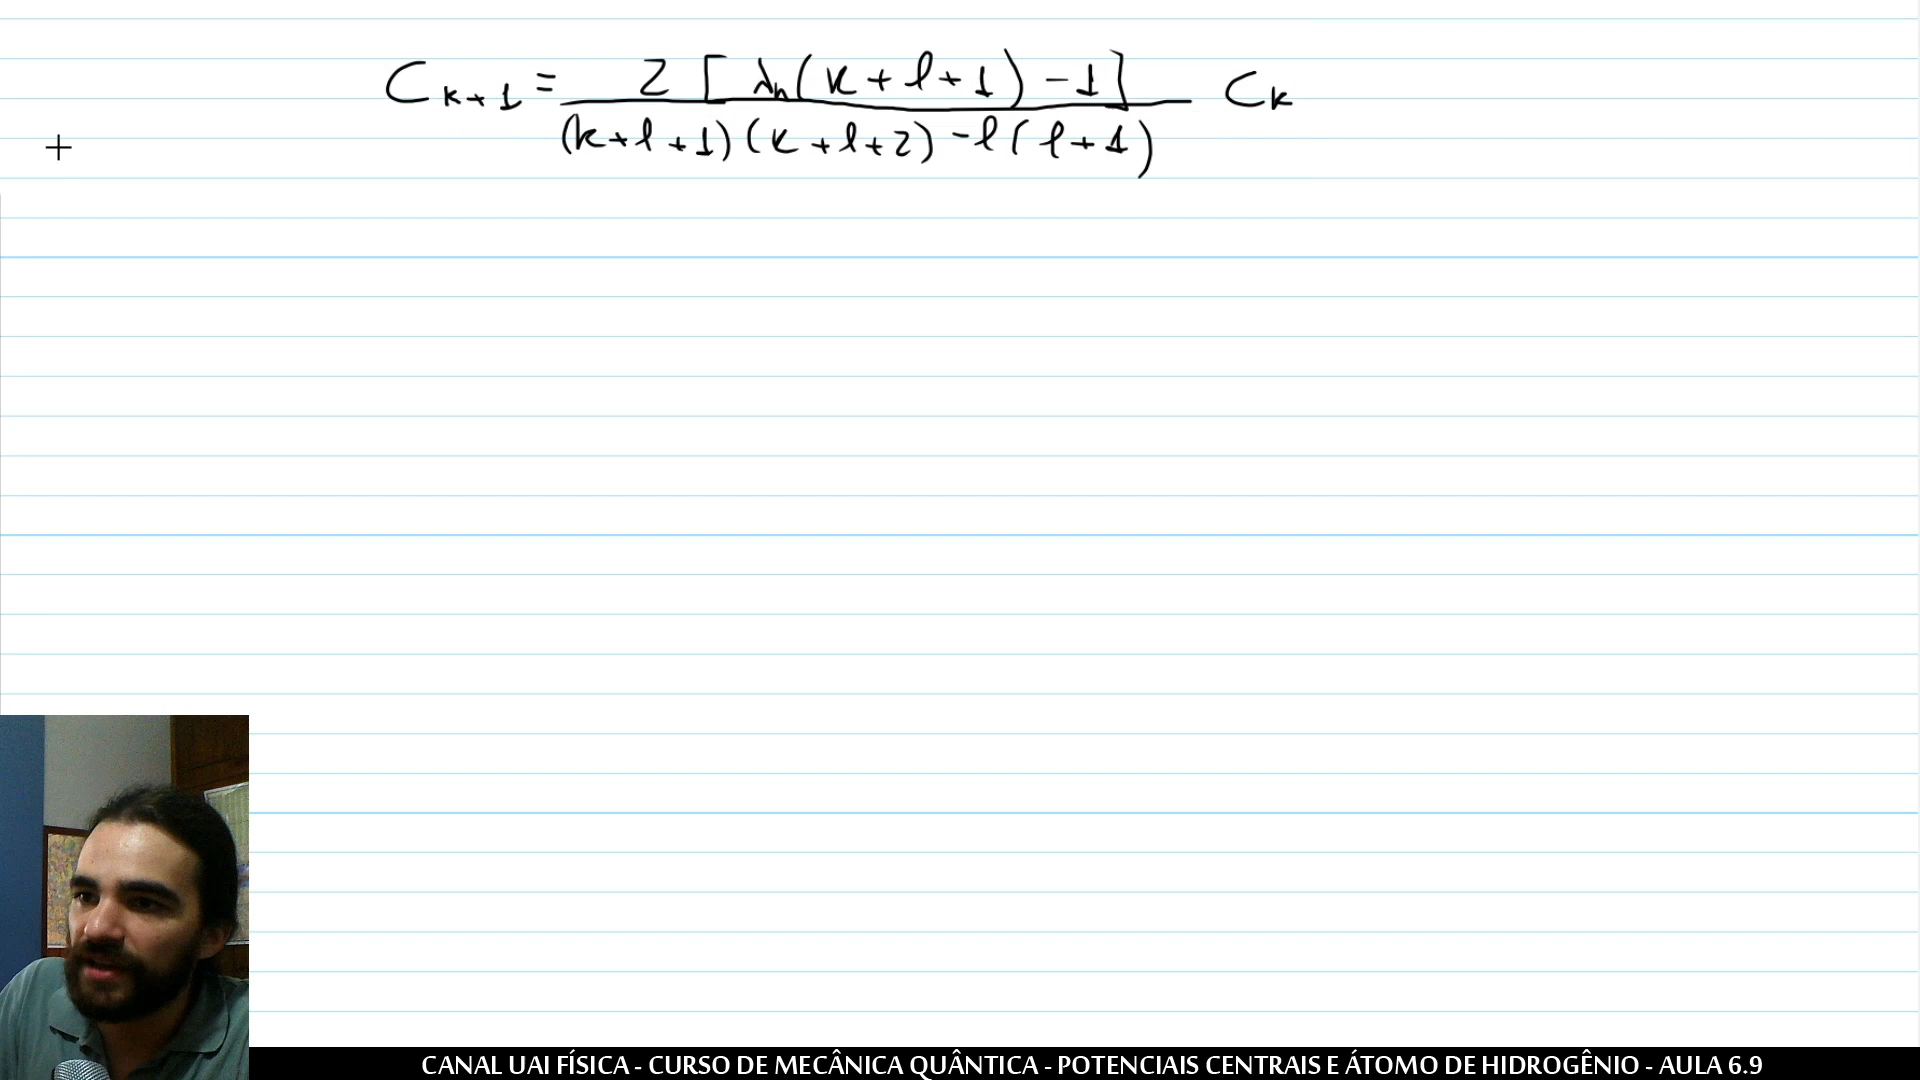 C_{k+1} = \frac{2 [λ_n (k + l + 1) - 1]}{(k + l + 1)(k + l + 2) - l(l + 1)} C_k
CANAL UAI FÍSICA - CURSO DE MECÂNICA QUÂNTICA - POTENCIAIS CENTRAIS E ÁTOMO DE HIDROGÊNIO - AULA 6.9